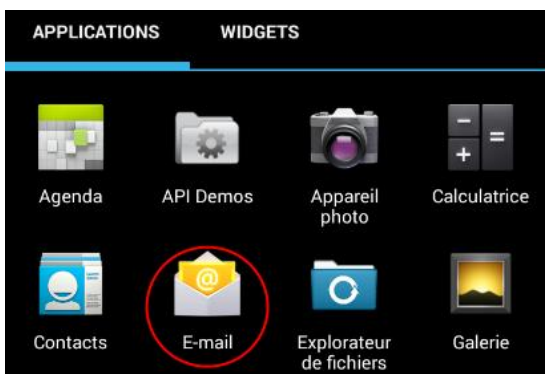 APPLICATIONS WIDGETS
Agenda API Demos Appareil photo Calculatrice
Contacts E-mail Explorateur de fichiers Galerie